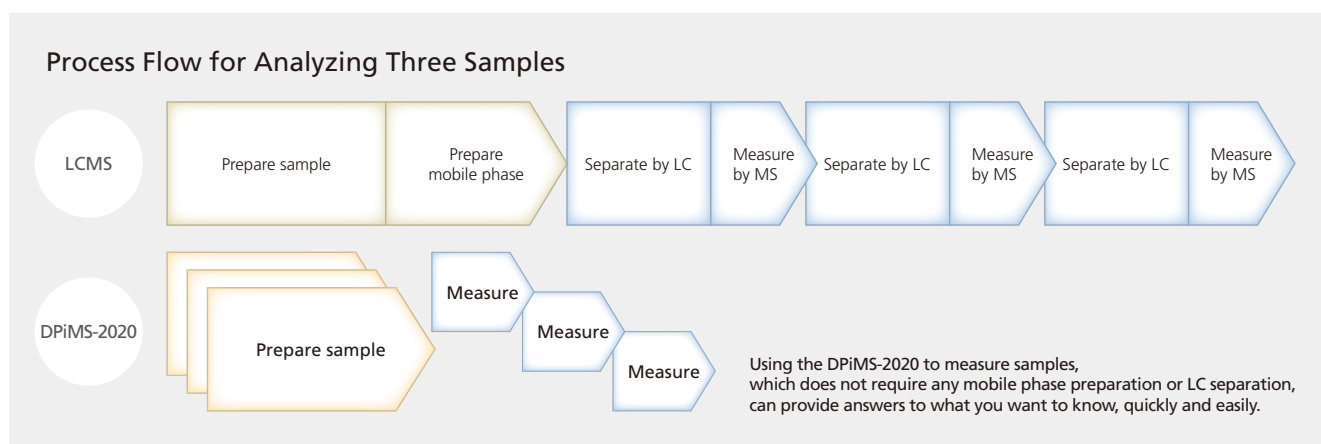 Process Flow for Analyzing Three Samples
LCMS
Prepare sample
Prepare
mobile phase
Separate by LC
Measure
by MS
Separate by LC
Measure
by MS
Separate by LC
Measure
by MS
DPiMS-2020
Prepare sample
Measure
Measure
Measure
Using the DPiMS-2020 to measure samples,
which does not require any mobile phase preparation or LC separation,
can provide answers to what you want to know, quickly and easily.